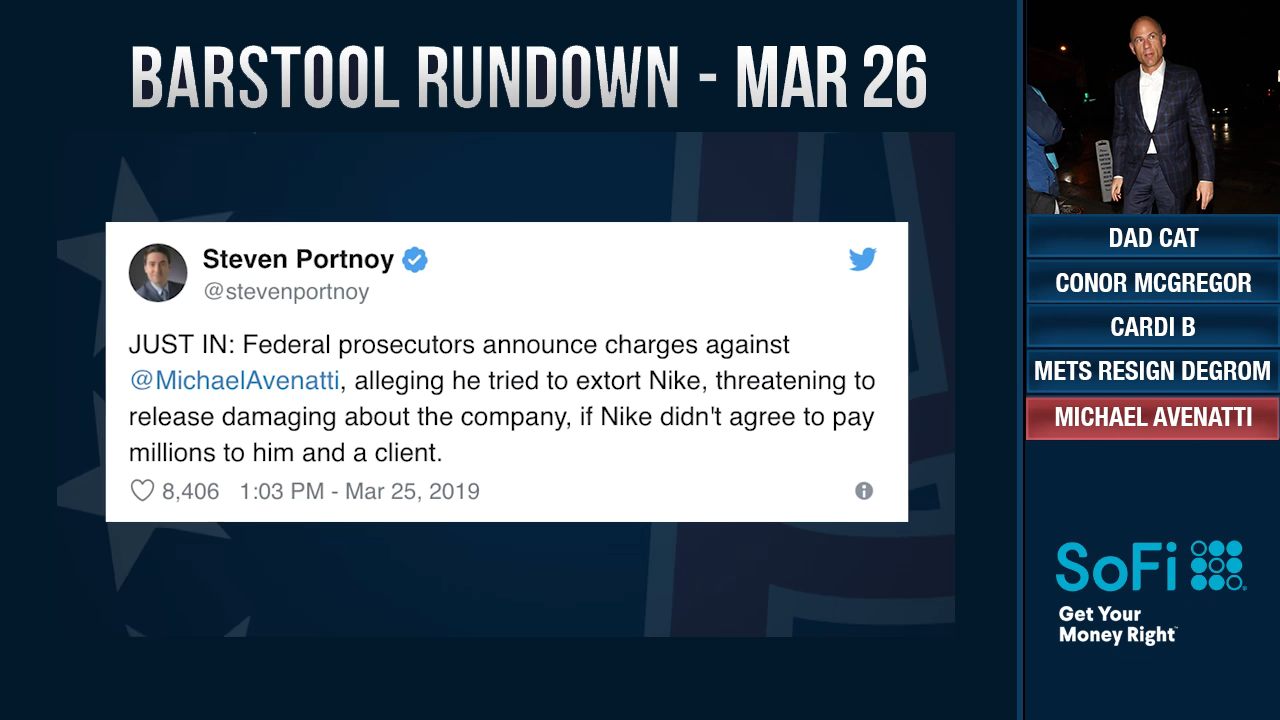 BARSTOOL RUNDOWN - MAR 26
Steven Portnoy
@stevenportnoy
JUST IN: Federal prosecutors announce charges against
@MichaelAvenatti, alleging he tried to extort Nike, threatening to
release damaging about the company, if Nike didn't agree to pay
millions to him and a client.
8,406 1:03 PM - Mar 25, 2019
DAD CAT
CONOR MCGREGOR
CARDI B
METS RESIGN DEGROM
MICHAEL AVENATTI
SoFi
Get Your
Money Right™